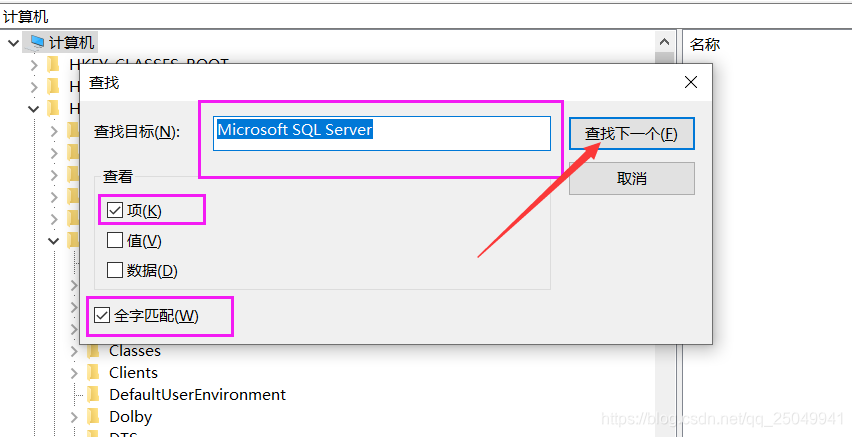 计算机
计算机
名称
HKEY_CLASSES_ROOT
查找
查找目标(N):
Microsoft SQL Server
查找下一个(F)
取消
查看
项(K)
值(V)
数据(D)
全字匹配(W)
Classes
Clients
DefaultUserEnvironment
Dolby
DTS
https://blog.csdn.net/qq_25049941